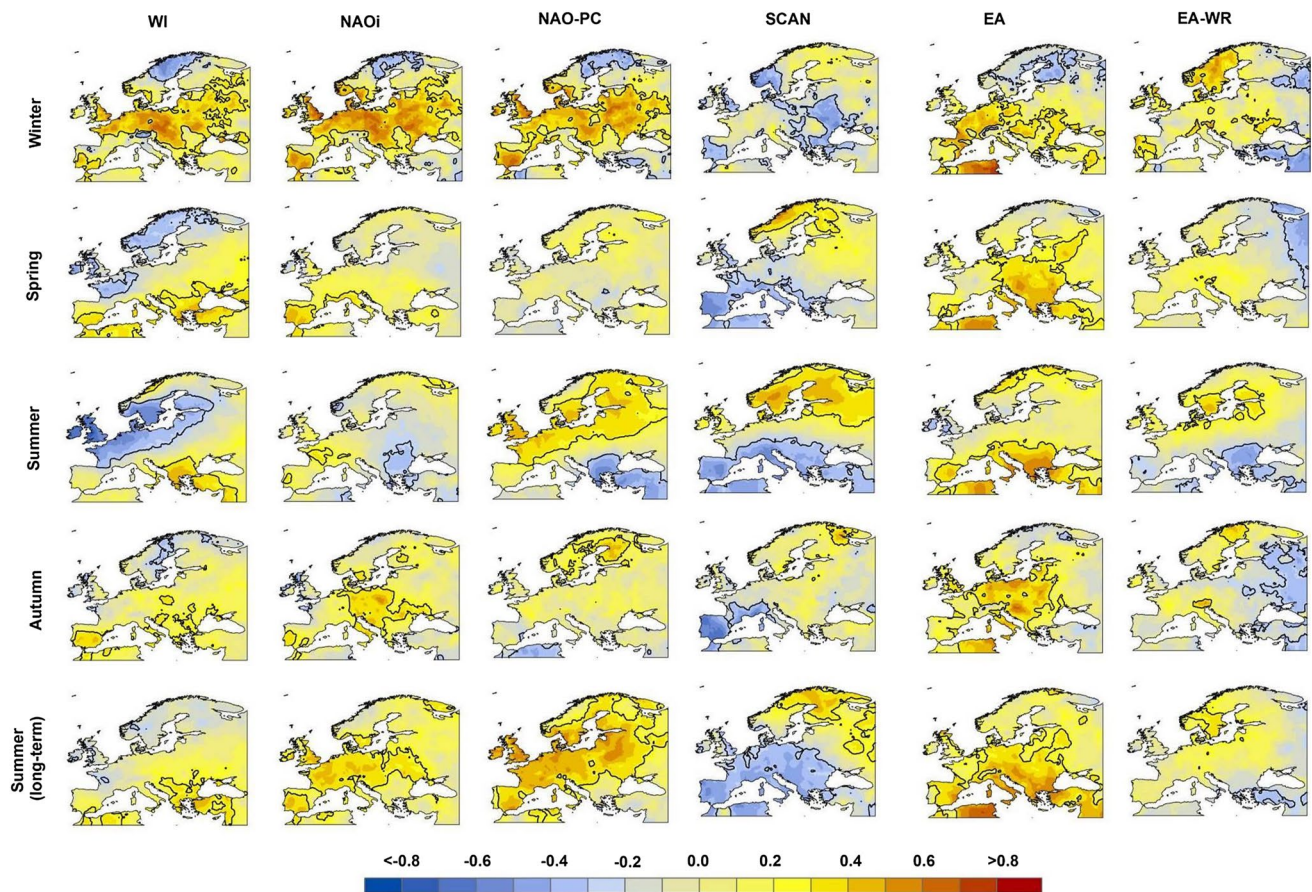 WI NAOi NAO-PC SCAN EA EA-WR
Winter
Spring
Summer
Autumn
Summer
(long-term)
<-0.8 -0.6 -0.4 -0.2 0.0 0.2 0.4 0.6 >0.8